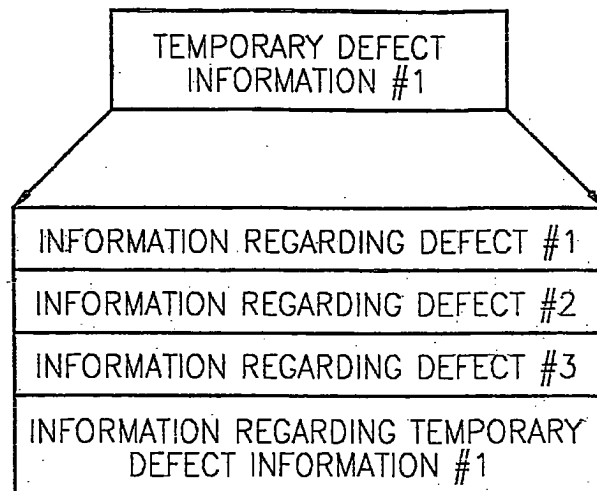 TEMPORARY DEFECT
INFORMATION #1
INFORMATION REGARDING DEFECT #1
INFORMATION REGARDING DEFECT #2
INFORMATION REGARDING DEFECT #3
INFORMATION REGARDING TEMPORARY
DEFECT INFORMATION #1